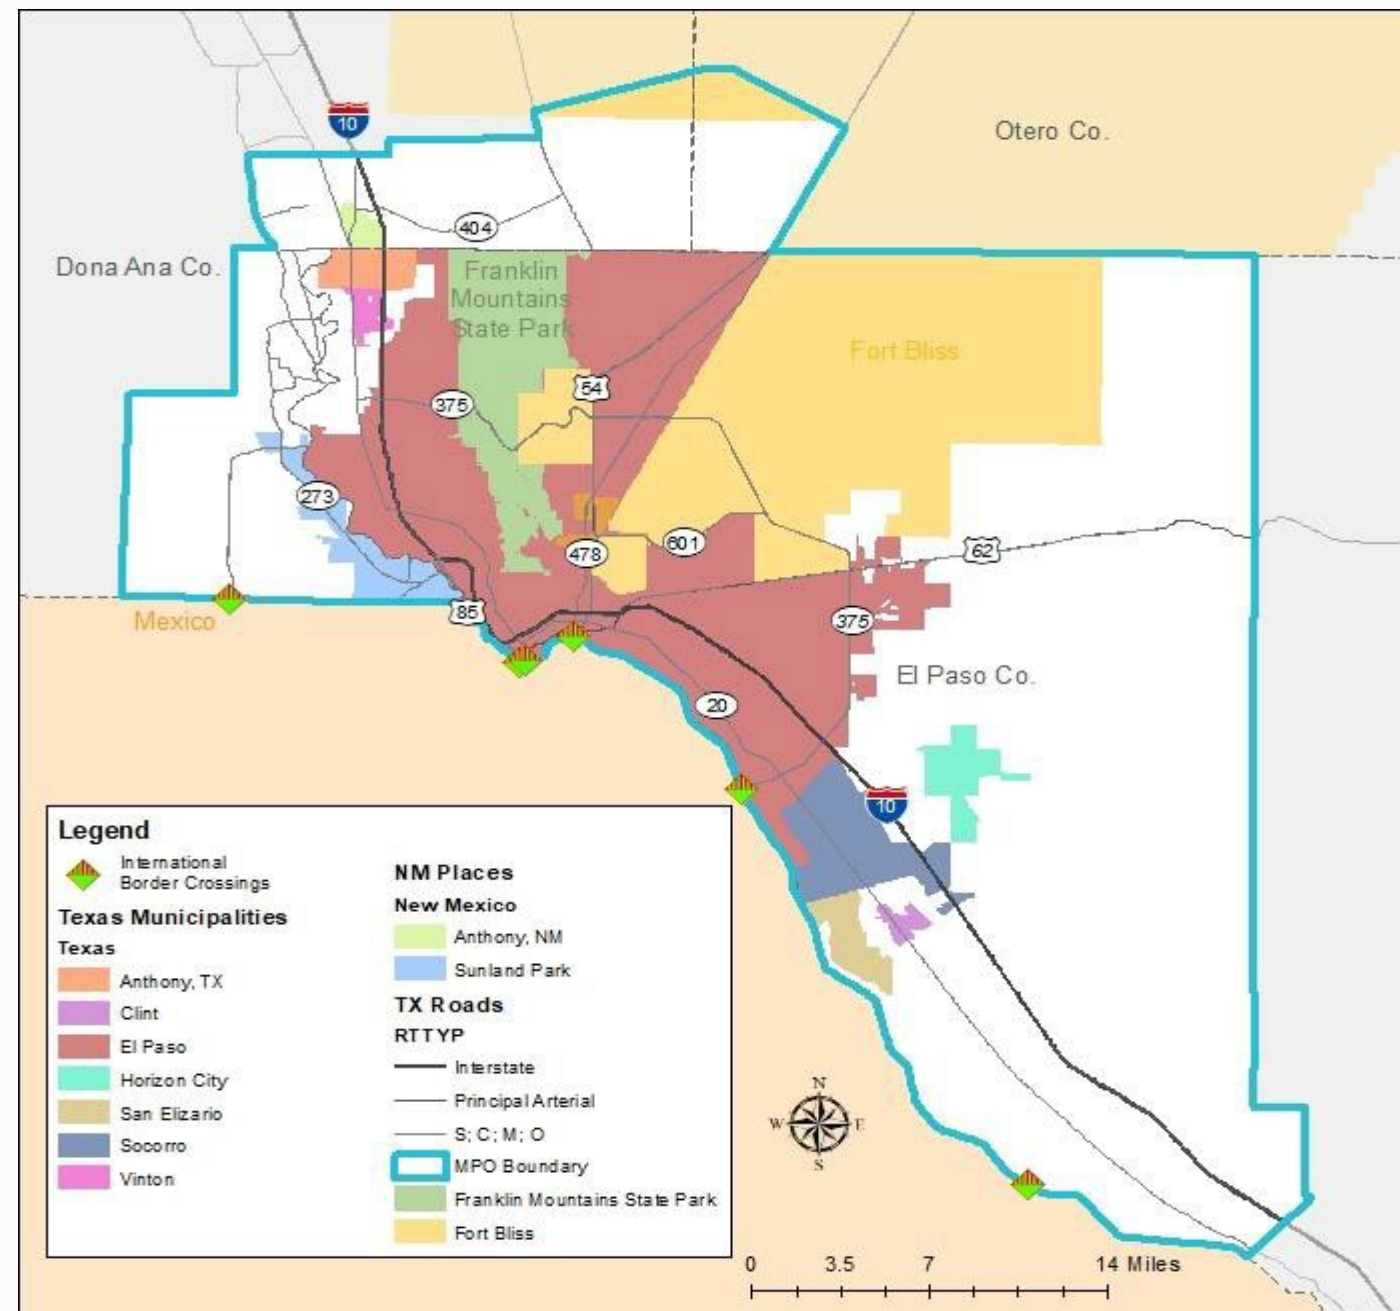 10
Otero Co.
404
Dona Ana Co.
Franklin
Mountains
State Park
Fort Bliss
54
375
273
478
601
62
85
Mexico
375
El Paso Co.
20
10
Legend
International
Border Crossings
Texas Municipalities
Texas
Anthony, TX
Clint
El Paso
Horizon City
San Elizario
Socorro
Vinton
NM Places
New Mexico
Anthony, NM
Sunland Park
TX Roads
RTTYP
Interstate
Principal Arterial
S; C; M; O
MPO Boundary
Franklin Mountains State Park
Fort Bliss
N
W E
S
0 3.5 7 14 Miles